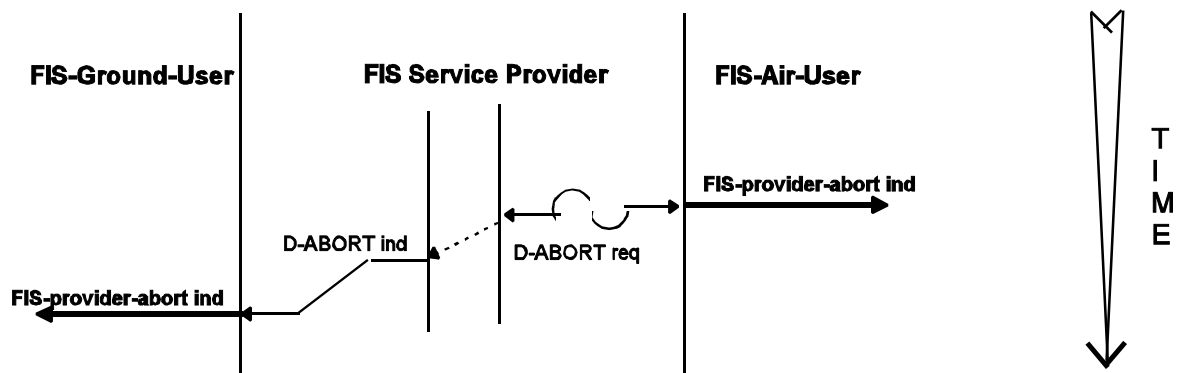 FIS-Ground-User
FIS Service Provider
FIS-Air-User
FIS-provider-abort ind
D-ABORT ind
D-ABORT req
FIS-provider-abort ind
T
I
M
E